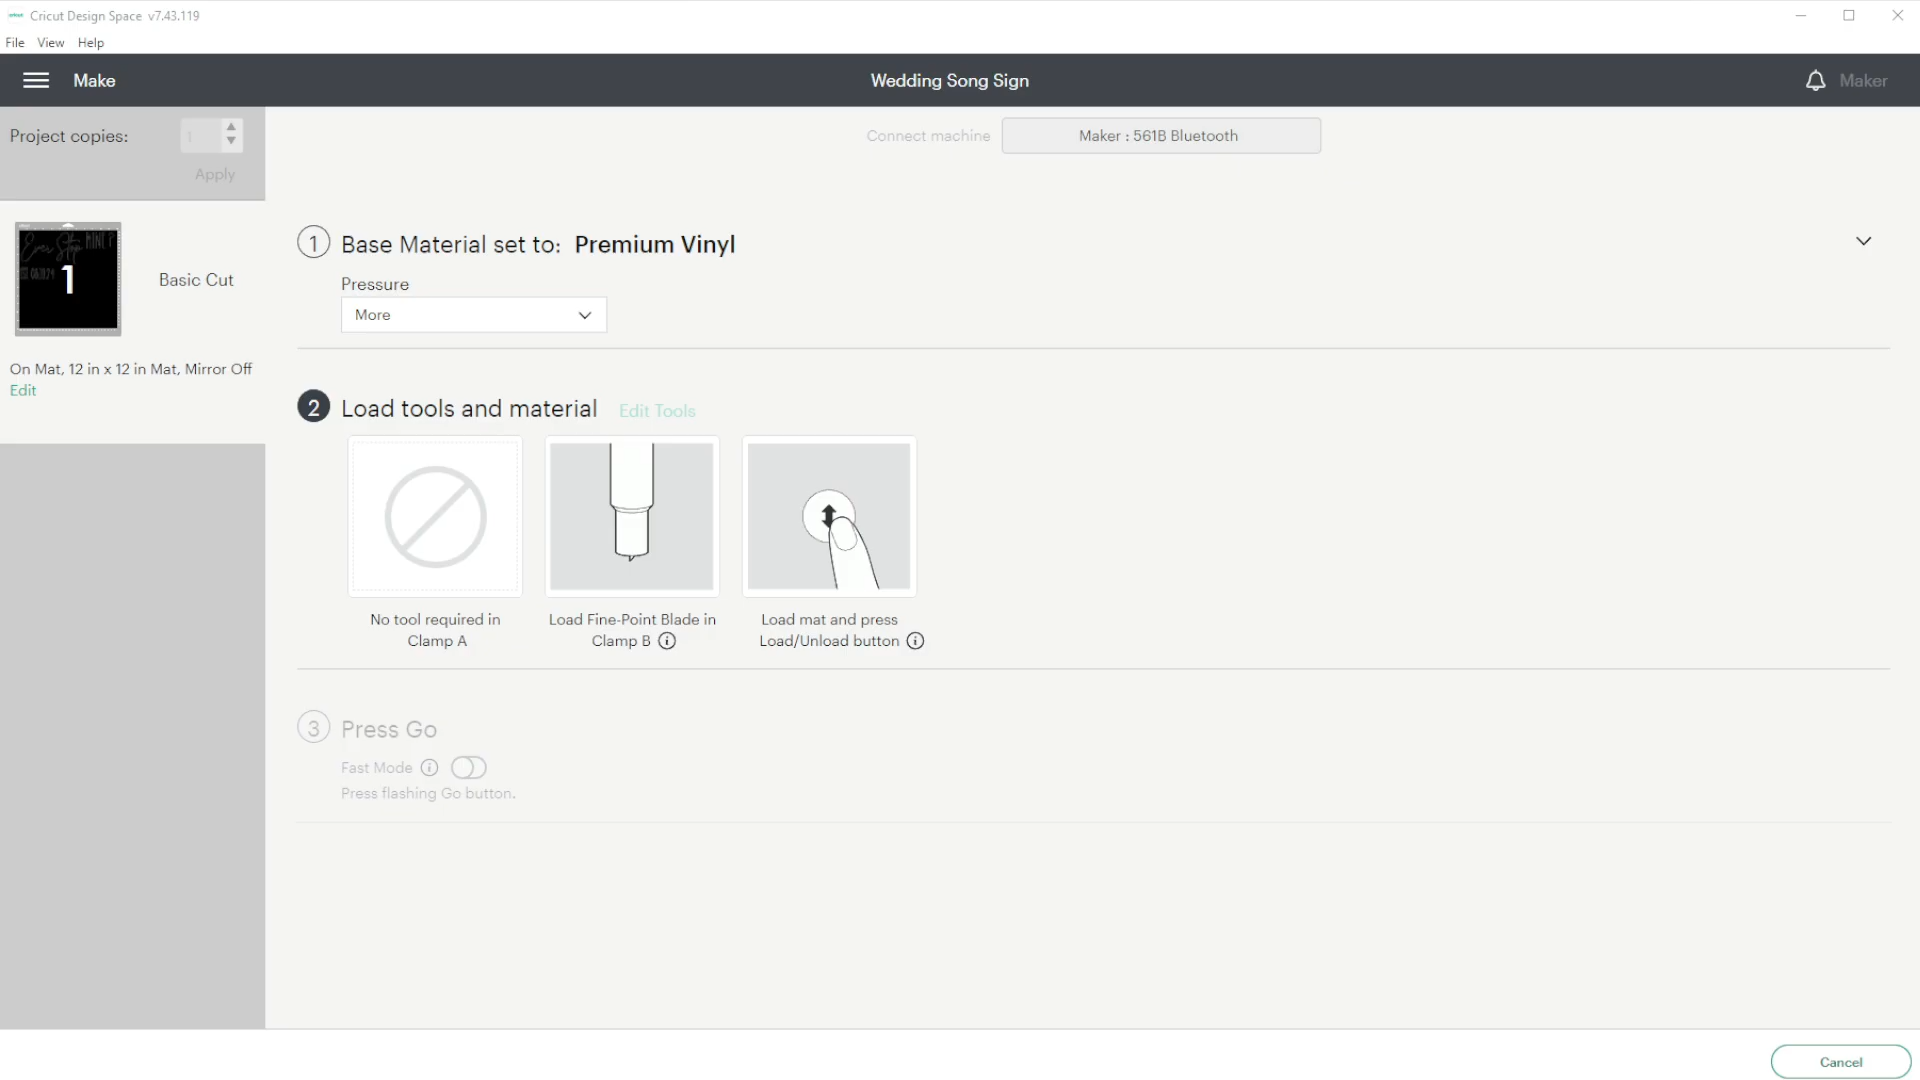 Cricut Design Space v7.43.119
File View Help
Make
Wedding Song Sign
Maker
Project copies: 1
Apply
Connect machine
Maker : 561B Bluetooth
1
Basic Cut
On Mat, 12 in x 12 in Mat, Mirror Off
Edit
1 Base Material set to: Premium Vinyl
Pressure
More
2 Load tools and material Edit Tools
No tool required in
Clamp A
Load Fine-Point Blade in
Clamp B
Load mat and press
Load/Unload button
3 Press Go
Fast Mode
Press flashing Go button.
Cancel